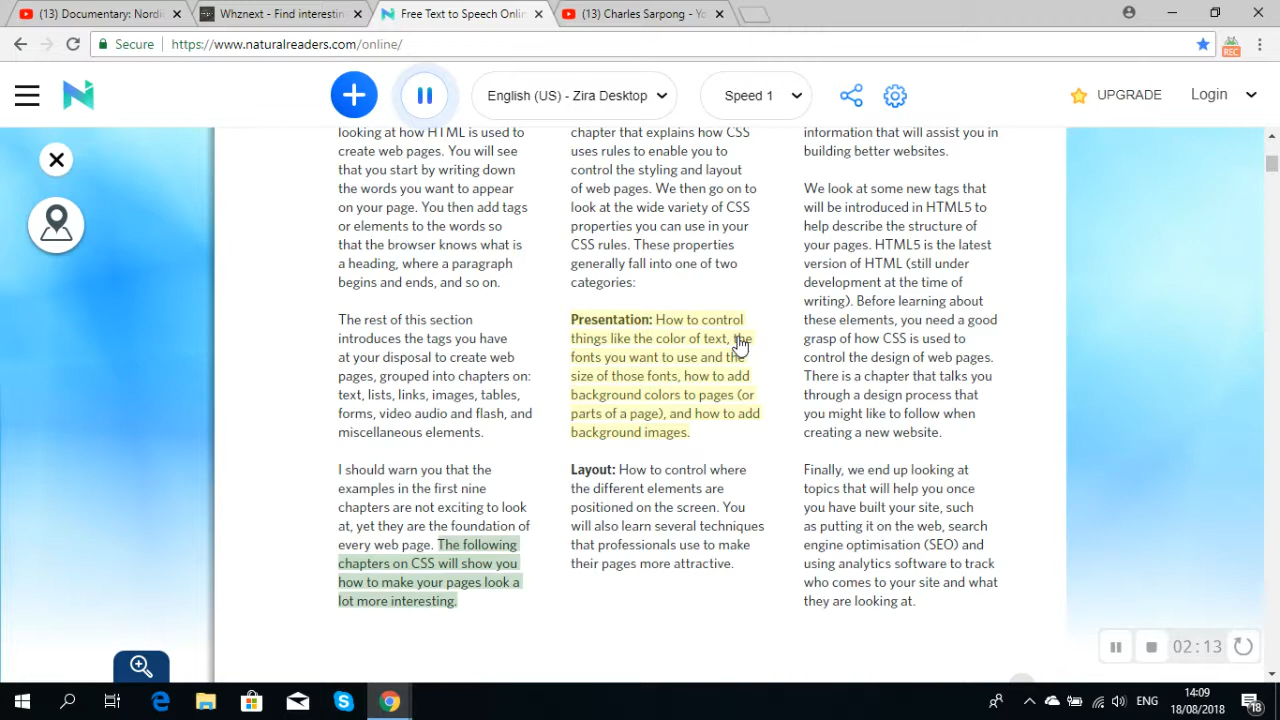 (13) Documentary: Nordi
Whznext - Find interestin
Free Text to Speech Onlin
(13) Charles Sarpong - Yo
Secure
https://www.naturalreaders.com/online/
REC
English (US) - Zira Desktop
Speed 1
UPGRADE
Login
looking at how HTML is used to
create web pages. You will see
that you start by writing down
the words you want to appear
on your page. You then add tags
or elements to the words so
that the browser knows what is
a heading, where a paragraph
begins and ends, and so on.
The rest of this section
introduces the tags you have
at your disposal to create web
pages, grouped into chapters on:
text, lists, links, images, tables,
forms, video audio and flash, and
miscellaneous elements.
I should warn you that the
examples in the first nine
chapters are not exciting to look
at, yet they are the foundation of
every web page. The following
chapters on CSS will show you
how to make your pages look a
lot more interesting.
chapter that explains how CSS
uses rules to enable you to
control the styling and layout
of web pages. We then go on to
look at the wide variety of CSS
properties you can use in your
CSS rules. These properties
generally fall into one of two
categories:
Presentation: How to control
things like the color of text, the
fonts you want to use and the
size of those fonts, how to add
background colors to pages (or
parts of a page), and how to add
background images.
Layout: How to control where
the different elements are
positioned on the screen. You
will also learn several techniques
that professionals use to make
their pages more attractive.
information that will assist you in
building better websites.
We look at some new tags that
will be introduced in HTML5 to
help describe the structure of
your pages. HTML5 is the latest
version of HTML (still under
development at the time of
writing). Before learning about
these elements, you need a good
grasp of how CSS is used to
control the design of web pages.
There is a chapter that talks you
through a design process that
you might like to follow when
creating a new website.
Finally, we end up looking at
topics that will help you once
you have built your site, such
as putting it on the web, search
engine optimisation (SEO) and
using analytics software to track
who comes to your site and what
they are looking at.
02:13
ENG
14:09
18/08/2018
18